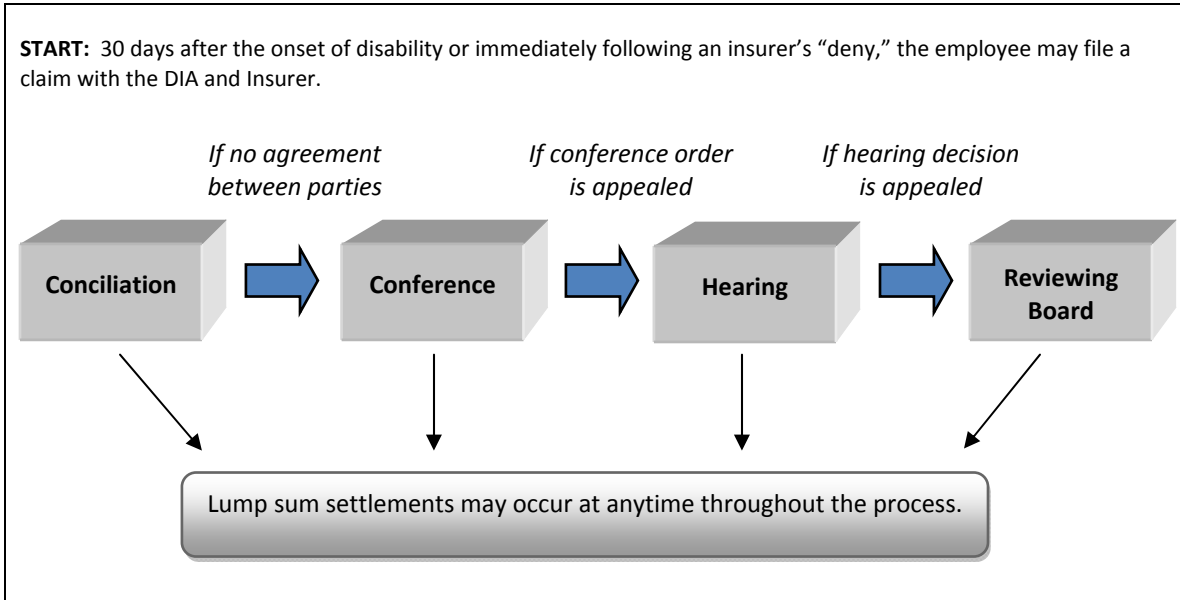 START: 30 days after the onset of disability or immediately following an insurer’s “deny,” the employee may file a
claim with the DIA and Insurer.
If no agreement
between parties
If conference order
is appealed
If hearing decision
is appealed
Conciliation
Conference
Hearing
Reviewing
Board
Lump sum settlements may occur at anytime throughout the process.